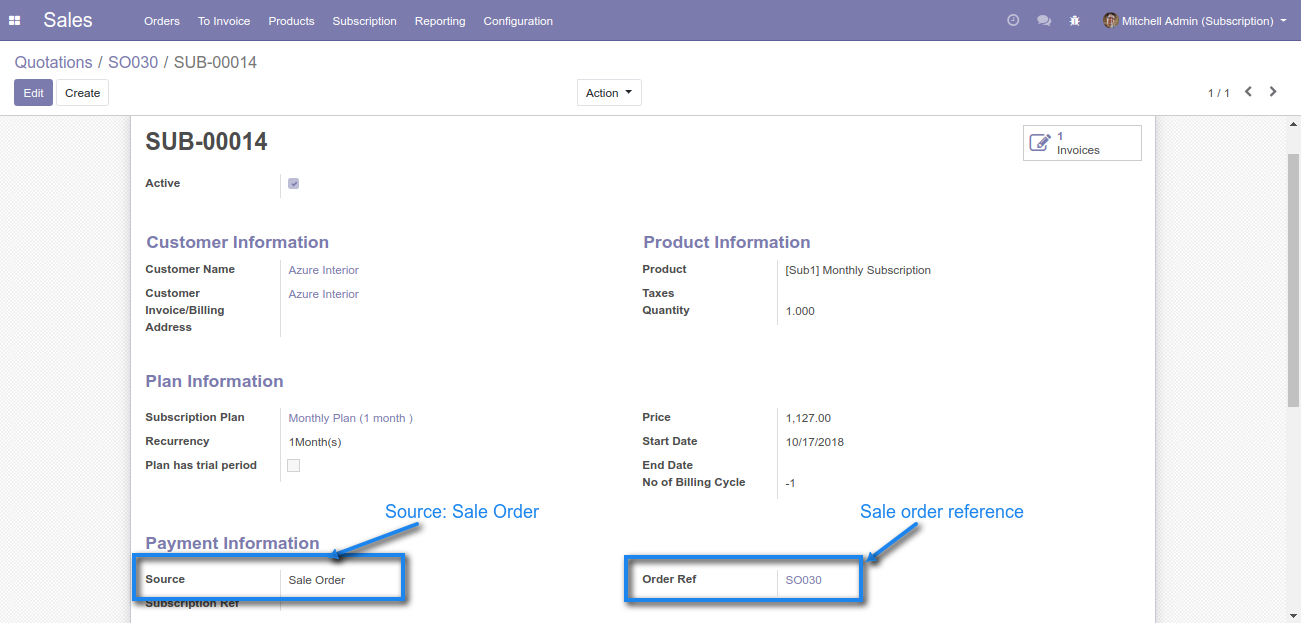 Sales Orders To Invoice Products Subscription Reporting Configuration Mitchell Admin (Subscription)
Quotations / SO030 / SUB-00014
Edit Create Action 1 / 1
SUB-00014
1
Invoices
Active
Customer Information
Customer Name Azure Interior
Customer Invoice/Billing Address Azure Interior
Product Information
Product [Sub1] Monthly Subscription
Taxes
Quantity 1.000
Plan Information
Subscription Plan Monthly Plan (1 month )
Recurrency 1Month(s)
Plan has trial period
Price 1,127.00
Start Date 10/17/2018
End Date
No of Billing Cycle -1
Source: Sale Order
Sale order reference
Payment Information
Source Sale Order
Order Ref SO030
Subscription Ref